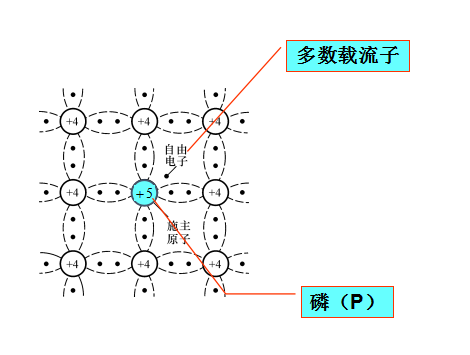 多数载流子
+4 +4 +4
自由
电子
+4 +5 +4
施主
原子
+4 +4 +4
磷（P）